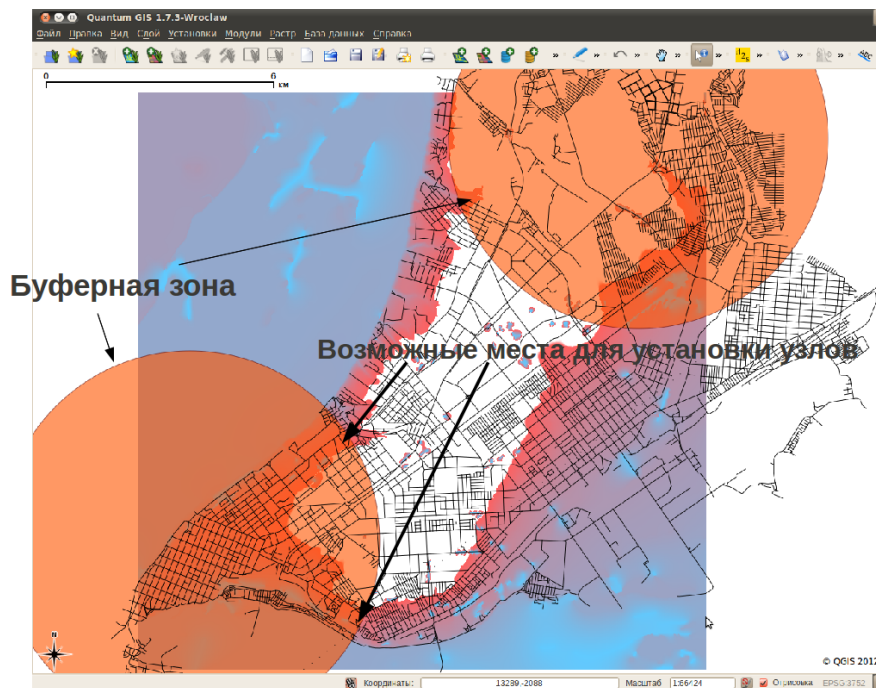 Quantum GIS 1.7.3-Wroclaw
Файл Правка Вид Слой Установки Модули Растр База данных Справка
0 6
км
Буферная зона
Возможные места для установки узлов
N
© QGIS 2012
Координаты: 13289,-2088 Масштаб 1:66424 Отрисовка EPSG:3752